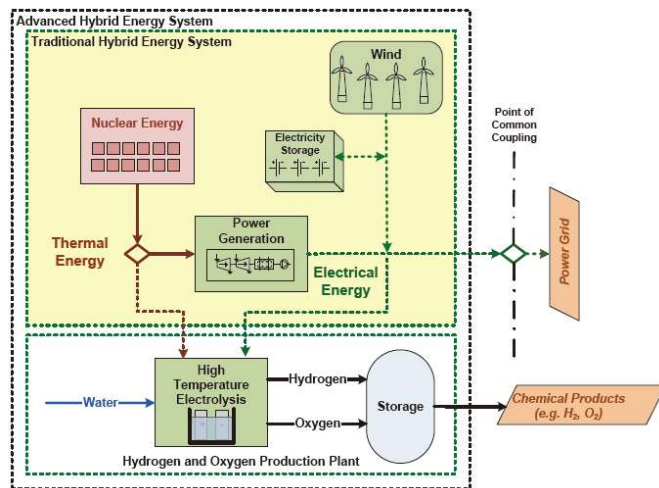 Advanced Hybrid Energy System
Traditional Hybrid Energy System
Wind
Nuclear Energy
Electricity
Storage
Point of
Common
Coupling
Power
Generation
Thermal
Energy
Electrical
Energy
Power Grid
High
Temperature
Electrolysis
Water
Hydrogen
Oxygen
Storage
Chemical Products
(e.g. H₂, O₂)
Hydrogen and Oxygen Production Plant